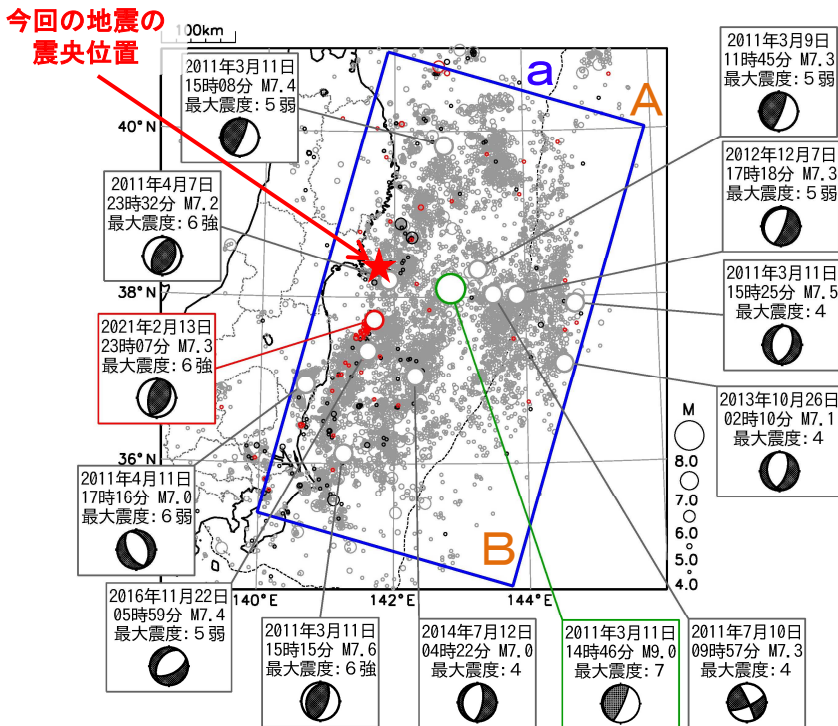 今回の地震の
震央位置
100km
2011年3月11日
15時08分 M7.4
最大震度:5弱
2011年3月9日
11時45分 M7.3
最大震度:5弱
a
A
40°N
2012年12月7日
17時18分 M7.3
最大震度:5弱
2011年4月7日
23時32分 M7.2
最大震度:6強
38°N
2011年3月11日
15時25分 M7.5
最大震度:4
2021年2月13日
23時07分 M7.3
最大震度:6強
2013年10月26日
02時10分 M7.1
最大震度:4
M
8.0
7.0
6.0
5.0
4.0
36°N
2011年4月11日
17時16分 M7.0
最大震度:6弱
B
140°E
142°E
144°E
2016年11月22日
05時59分 M7.4
最大震度:5弱
2011年3月11日
15時15分 M7.6
最大震度:6強
2014年7月12日
04時22分 M7.0
最大震度:4
2011年3月11日
14時46分 M9.0
最大震度:7
2011年7月10日
09時57分 M7.3
最大震度:4